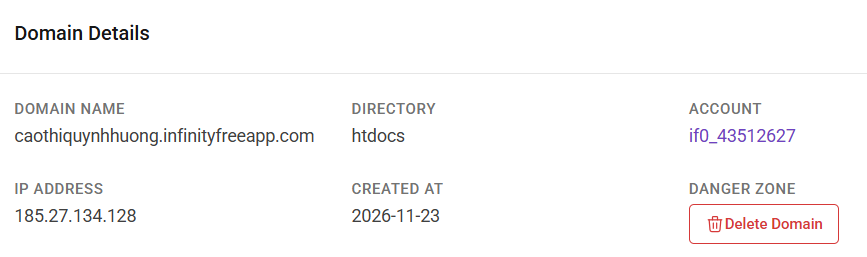 Domain Details
DOMAIN NAME
caothiquynhhuong.infinityfreeapp.com
DIRECTORY
htdocs
ACCOUNT
if0_43512627
IP ADDRESS
185.27.134.128
CREATED AT
2026-11-23
DANGER ZONE
Delete Domain